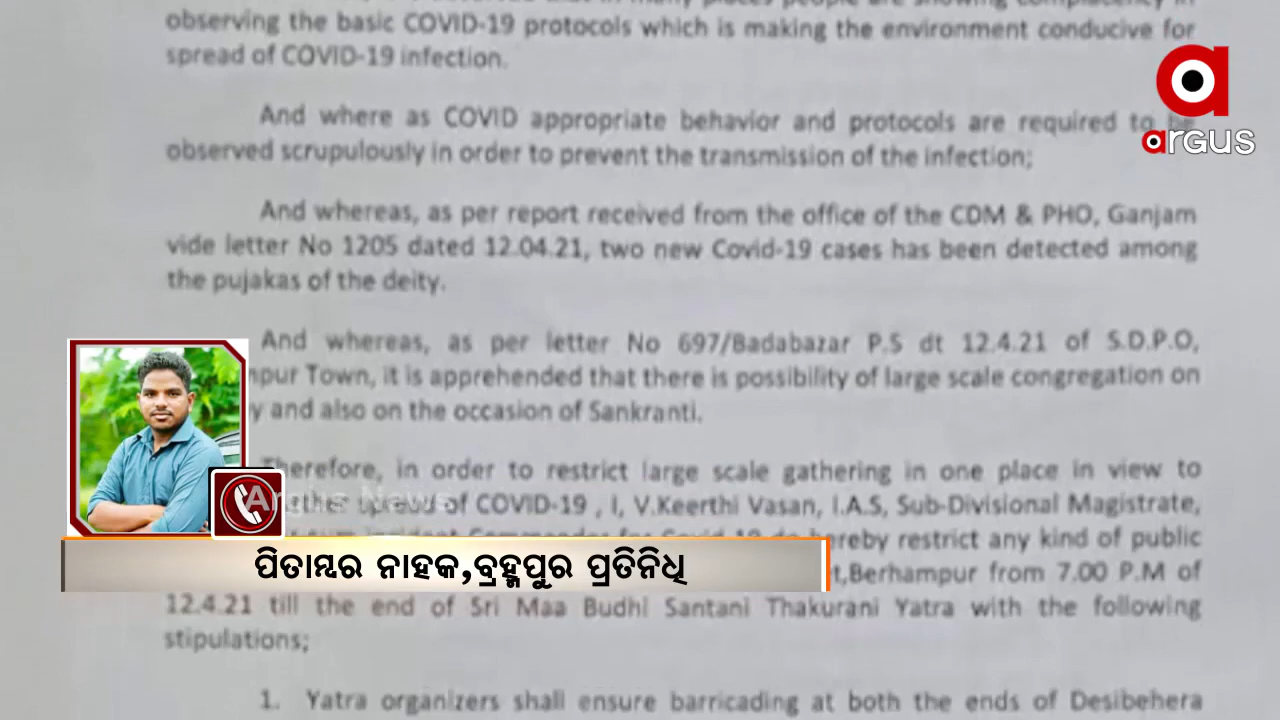 observing the basic COVID-19 protocols which is making the environment conducive for
spread of COVID-19 infection.
And where as COVID appropriate behavior and protocols are required to be
observed scrupulously in order to prevent the transmission of the infection;
And whereas, as per report received from the office of the CDM & PHO, Ganjam
vide letter No 1205 dated 12.04.21, two new Covid-19 cases has been detected among
the pujakas of the deity.
And whereas, as per letter No 697/Badabazar P.S dt 12.4.21 of S.D.P.O,
Town, it is apprehended that there is possibility of large scale congregation on
and also on the occasion of Sankranti.
Therefore, in order to restrict large scale gathering in one place in view to
the spread of COVID-19 , I, V.Keerthi Vasan, I.A.S, Sub-Divisional Magistrate,
hereby restrict any kind of public
,Berhampur from 7.00 P.M of
12.4.21 till the end of Sri Maa Budhi Santani Thakurani Yatra with the following
stipulations;
1. Yatra organizers shall ensure barricading at both the ends of Desibehera
argus
ପିତାମ୍ବର ନାହକ,ବ୍ରହ୍ମପୁର ପ୍ରତିନିଧି